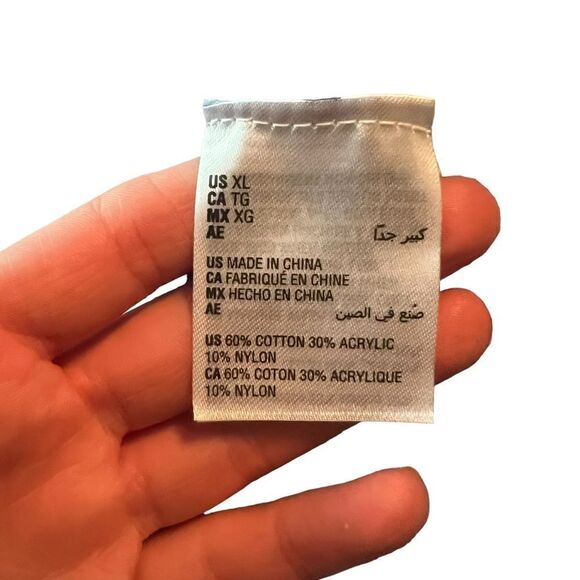 US XL
CA TG
MX XG
AE كبير جدًا
US MADE IN CHINA
CA FABRIQUÉ EN CHINE
MX HECHO EN CHINA
AE صُنع في الصين
US 60% COTTON 30% ACRYLIC
10% NYLON
CA 60% COTON 30% ACRYLIQUE
10% NYLON